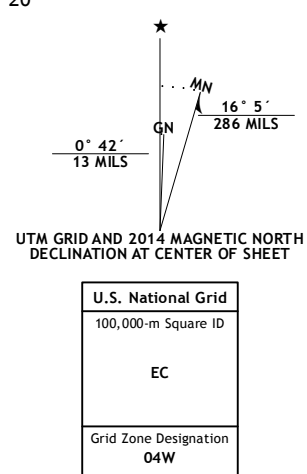 20
★
MN
GN
16° 5´
286 MILS
0° 42´
13 MILS
UTM GRID AND 2014 MAGNETIC NORTH
DECLINATION AT CENTER OF SHEET
U.S. National Grid
100,000-m Square ID
EC
Grid Zone Designation
04W